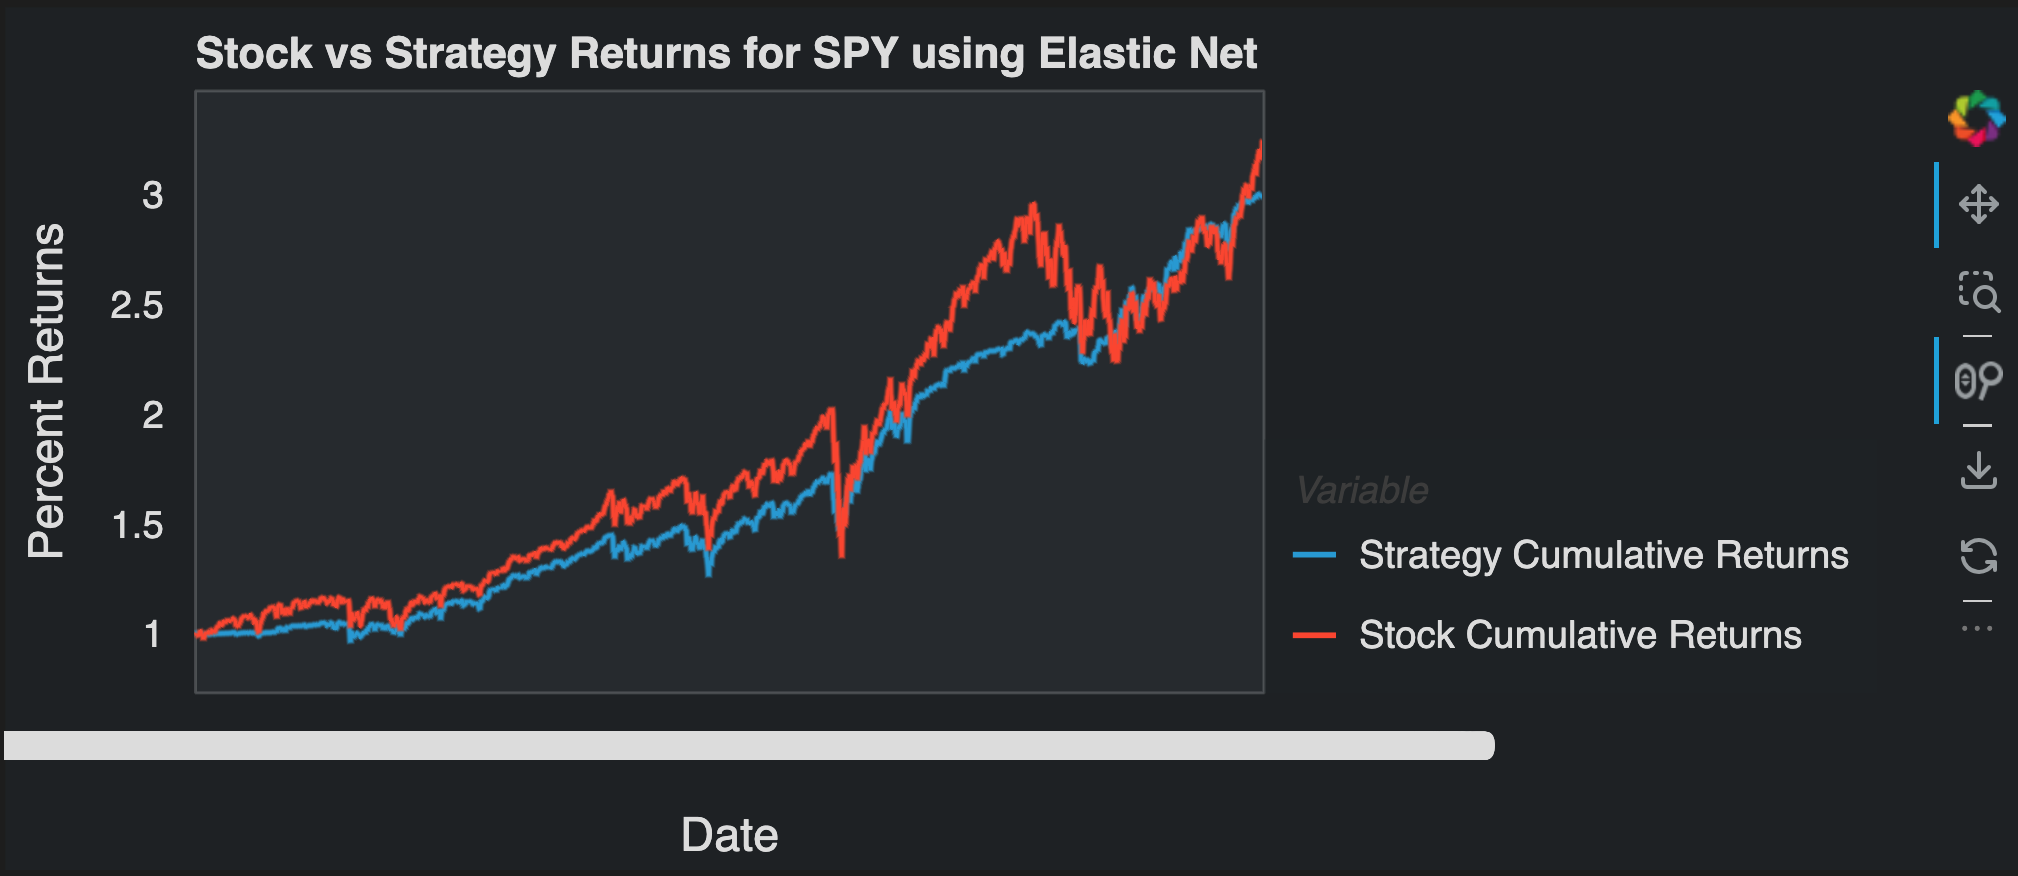 Stock vs Strategy Returns for SPY using Elastic Net
Percent Returns
3
2.5
2
1.5
1
Variable
Strategy Cumulative Returns
Stock Cumulative Returns
Date